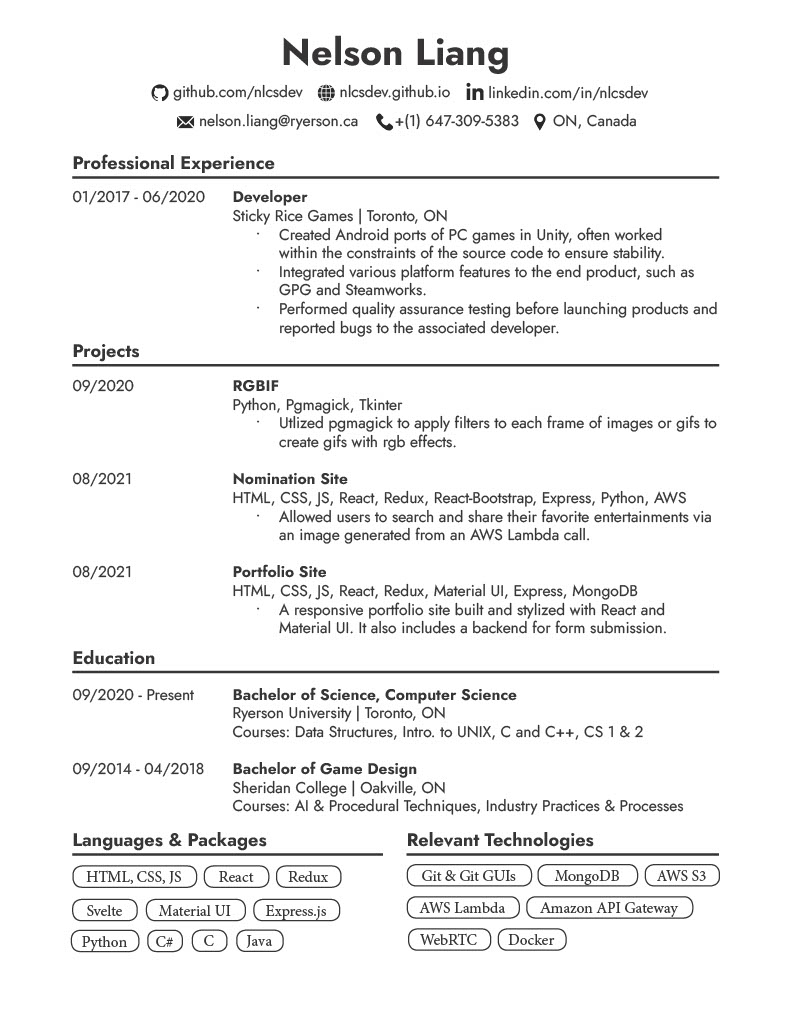 Nelson Liang
github.com/nlcsdev nlcsdev.github.io linkedin.com/in/nlcsdev
nelson.liang@ryerson.ca +(1) 647-309-5383 ON, Canada
Professional Experience
01/2017 - 06/2020 Developer
Sticky Rice Games | Toronto, ON
· Created Android ports of PC games in Unity, often worked
within the constraints of the source code to ensure stability.
· Integrated various platform features to the end product, such as
GPG and Steamworks.
· Performed quality assurance testing before launching products and
reported bugs to the associated developer.
Projects
09/2020 RGBIF
Python, Pgmagick, Tkinter
· Utlized pgmagick to apply filters to each frame of images or gifs to
create gifs with rgb effects.
08/2021 Nomination Site
HTML, CSS, JS, React, Redux, React-Bootstrap, Express, Python, AWS
· Allowed users to search and share their favorite entertainments via
an image generated from an AWS Lambda call.
08/2021 Portfolio Site
HTML, CSS, JS, React, Redux, Material UI, Express, MongoDB
· A responsive portfolio site built and stylized with React and
Material UI. It also includes a backend for form submission.
Education
09/2020 - Present Bachelor of Science, Computer Science
Ryerson University | Toronto, ON
Courses: Data Structures, Intro. to UNIX, C and C++, CS 1 & 2
09/2014 - 04/2018 Bachelor of Game Design
Sheridan College | Oakville, ON
Courses: AI & Procedural Techniques, Industry Practices & Processes
Languages & Packages
HTML, CSS, JS React Redux
Svelte Material UI Express.js
Python C# C Java
Relevant Technologies
Git & Git GUIs MongoDB AWS S3
AWS Lambda Amazon API Gateway
WebRTC Docker